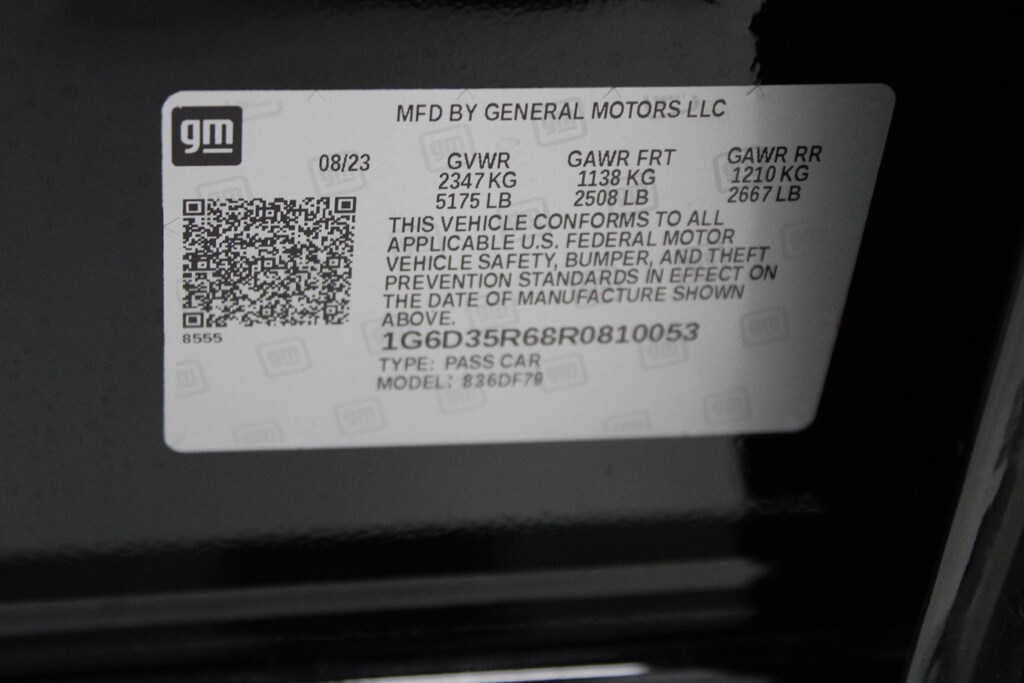 gm
MFD BY GENERAL MOTORS LLC
08/23 GVWR GAWR FRT GAWR RR
2347 KG 1138 KG 1210 KG
5175 LB 2508 LB 2667 LB
THIS VEHICLE CONFORMS TO ALL
APPLICABLE U.S. FEDERAL MOTOR
VEHICLE SAFETY, BUMPER, AND THEFT
PREVENTION STANDARDS IN EFFECT ON
THE DATE OF MANUFACTURE SHOWN
ABOVE.
8555
1G6D35R68R0810053
TYPE: PASS CAR
MODEL: 836DF79